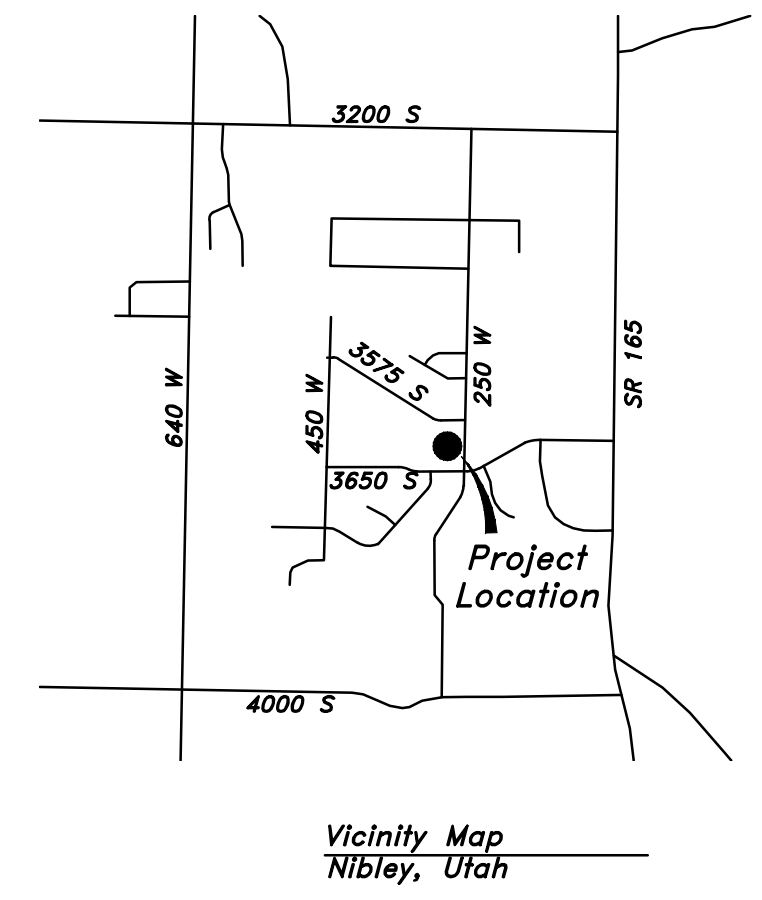 3200 S
SR 165
250 W
3575 S
640 W
450 W
3650 S
Project
Location
4000 S
Vicinity Map
Nibley, Utah